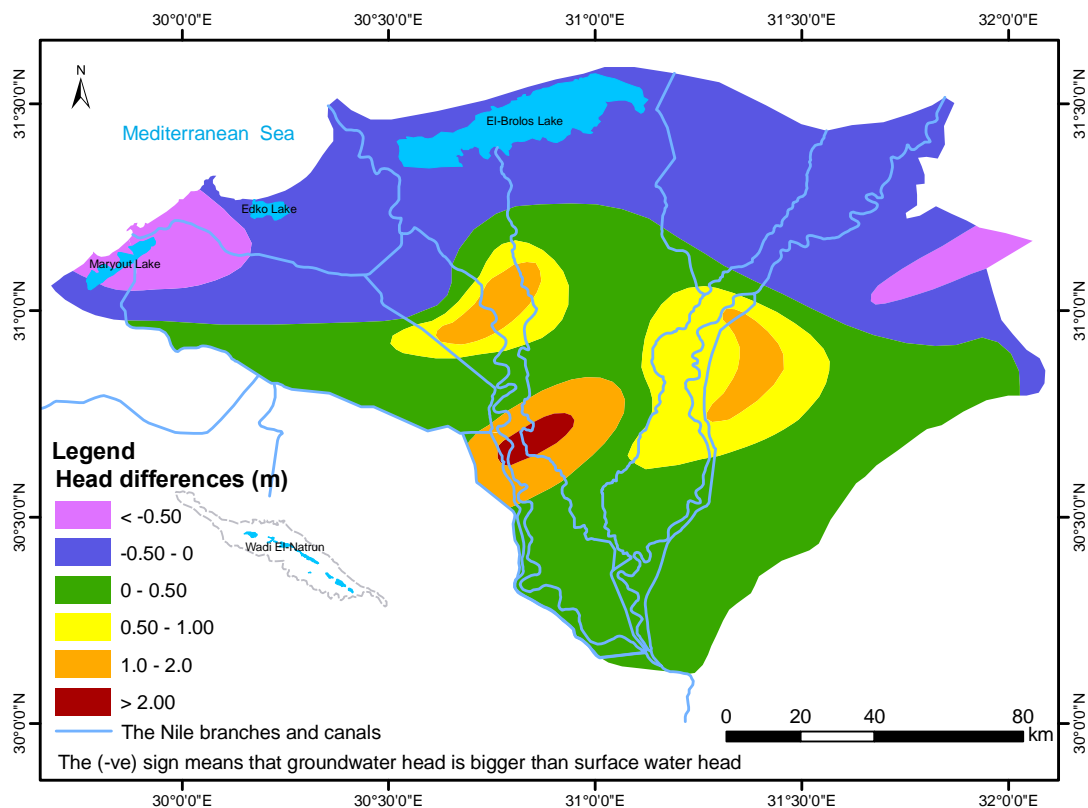 30°0'0"E 30°30'0"E 31°0'0"E 31°30'0"E 32°0'0"E
N
31°30'0"N 31°30'0"N
El-Brolos Lake
Mediterranean Sea
Edko Lake
Maryout Lake
31°0'0"N 31°0'0"N
Legend
Head differences (m)
< -0.50
30°30'0"N 30°30'0"N
-0.50 - 0
Wadi El-Natrun
0 - 0.50
0.50 - 1.00
1.0 - 2.0
> 2.00
0 20 40 80
km
30°0'0"N 30°0'0"N
The Nile branches and canals
The (-ve) sign means that groundwater head is bigger than surface water head
30°0'0"E 30°30'0"E 31°0'0"E 31°30'0"E 32°0'0"E